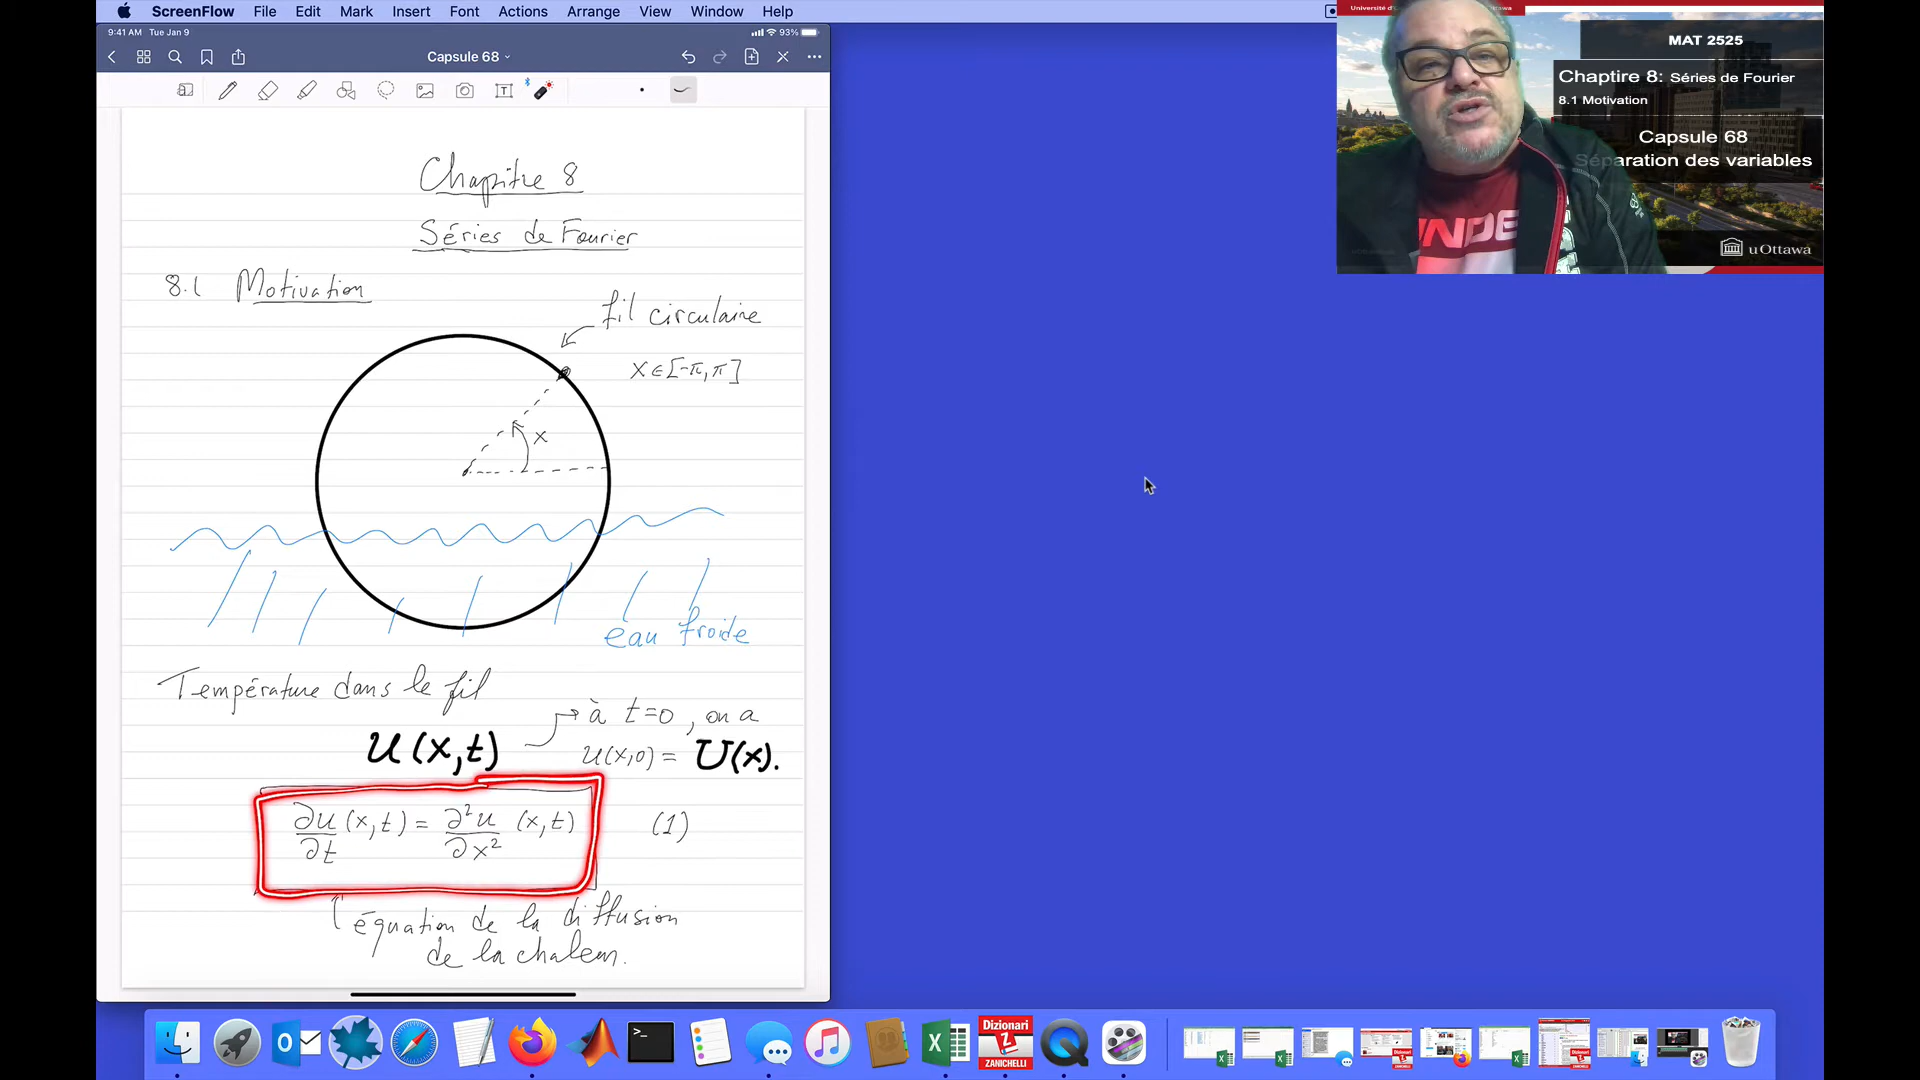 ScreenFlow File Edit Mark Insert Font Actions Arrange View Window Help
9:41 AM Tue Jan 9
93%
Capsule 68
Chapitre 8
Séries de Fourier
8.1 Motivation
fil circulaire
x ∈ [-π, π]
x
eau froide
Température dans le fil
u(x,t)
à t=0, on a
u(x,0) = U(x).
∂u/∂t (x,t) = ∂²u/∂x² (x,t) (1)
équation de la diffusion
de la chaleur.
MAT 2525
Chaptire 8: Séries de Fourier
8.1 Motivation
Capsule 68
Séparation des variables
uOttawa
Dizionari
Z
ZANICHELLI